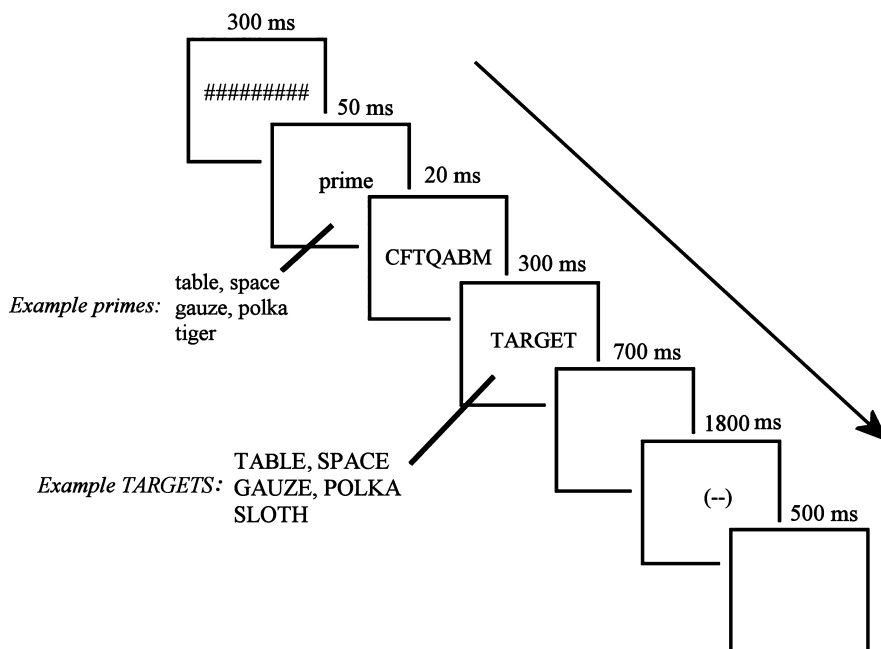 300 ms
#########
50 ms
prime
20 ms
CFTQABM
300 ms
TARGET
700 ms
1800 ms
(--)
500 ms
Example primes:
table, space
gauze, polka
tiger
Example TARGETS:
TABLE, SPACE
GAUZE, POLKA
SLOTH